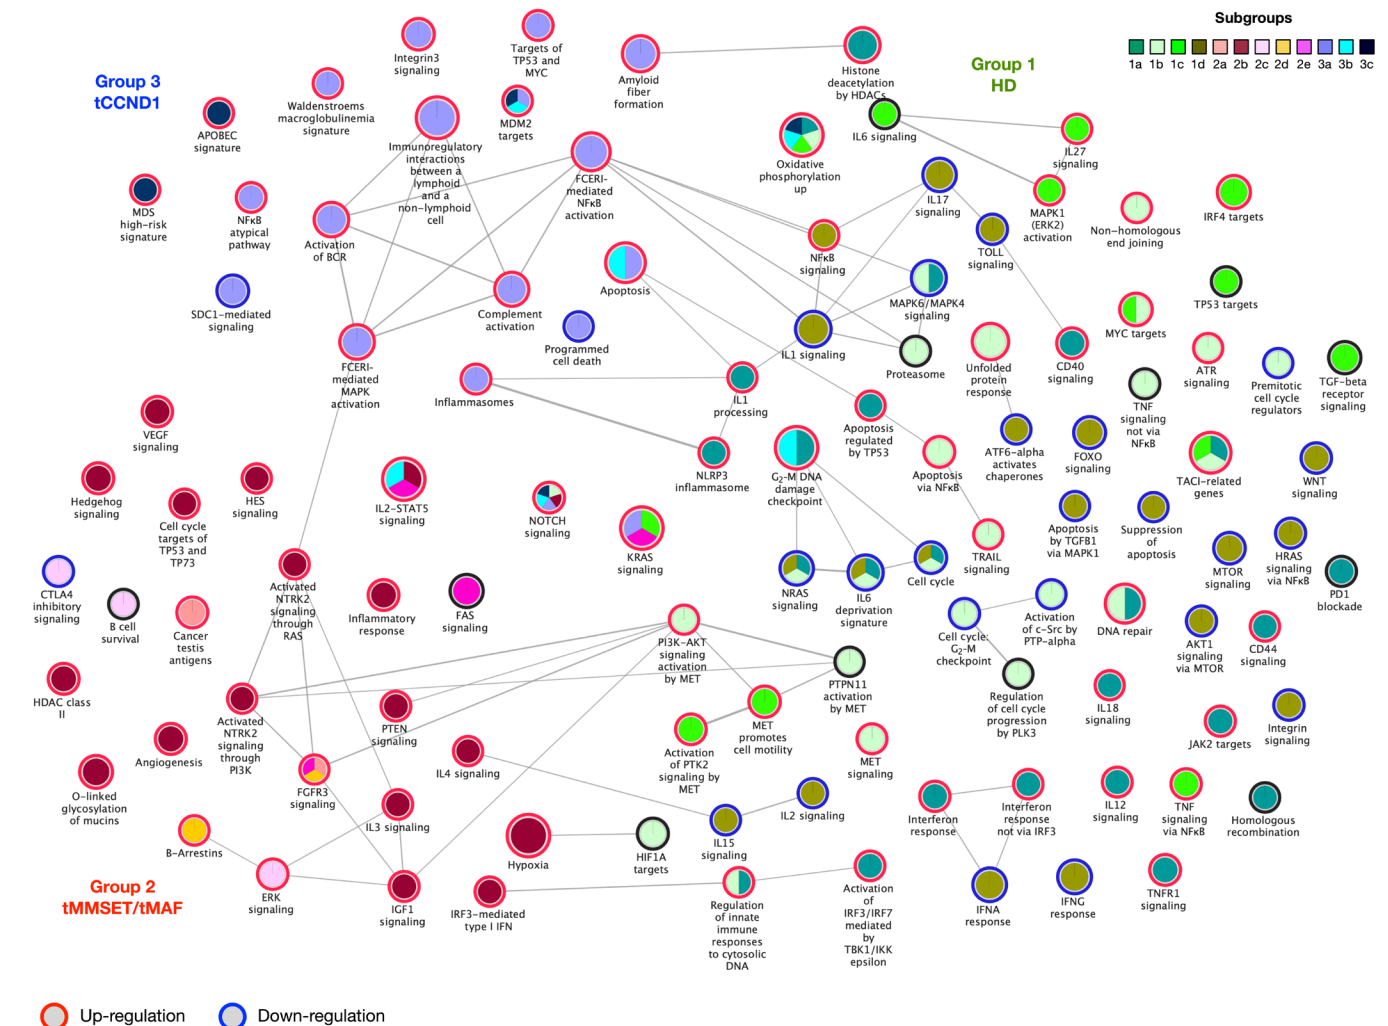 Subgroups
1a 1b 1c 1d 2a 2b 2c 2d 2e 3a 3b 3c
Group 3
tCCND1
Group 1
HD
Integrin3
signaling
Targets of
TP53 and
MYC
Amyloid
fiber
formation
Histone
deacetylation
by HDACs
Waldenstroems
macroglobulinemia
signature
APOBEC
signature
MDM2
targets
Immunoregulatory
interactions
between a
lymphoid
and a
non-lymphoid
cell
FCERI-
mediated
NFκB
activation
Oxidative
phosphorylation
up
IL6 signaling
IL27
signaling
MDS
high-risk
signature
NFκB
atypical
pathway
Activation
of BCR
IL17
signaling
MAPK1
(ERK2)
activation
Non-homologous
end joining
IRF4 targets
NFκB
signaling
TOLL
signaling
SDC1-mediated
signaling
Apoptosis
Complement
activation
MAPK6/MAPK4
signaling
TP53 targets
Programmed
cell death
IL1 signaling
MYC targets
FCERI-
mediated
MAPK
activation
Proteasome
Unfolded
protein
response
CD40
signaling
ATR
signaling
Premitotic
cell cycle
regulators
TGF-beta
receptor
signaling
Inflammasomes
IL1
processing
TNF
signaling
not via
NFκB
VEGF
signaling
Apoptosis
regulated
by TP53
ATF6-alpha
activates
chaperones
FOXO
signaling
NLRP3
inflammasome
G2-M DNA
damage
checkpoint
Apoptosis
via NFκB
TACI-related
genes
WNT
signaling
Hedgehog
signaling
Cell cycle
targets of
TP53 and
TP73
HES
signaling
IL2-STAT5
signaling
NOTCH
signaling
KRAS
signaling
Apoptosis
by TGFB1
via MAPK1
Suppression
of
apoptosis
TRAIL
signaling
MTOR
signaling
HRAS
signaling
via NFκB
CTLA4
inhibitory
signaling
Activated
NTRK2
signaling
through
RAS
NRAS
signaling
IL6
deprivation
signature
Cell cycle
PD1
blockade
B cell
survival
Cancer
testis
antigens
Inflammatory
response
FAS
signaling
PI3K-AKT
signaling
activation
by MET
Cell cycle:
G2-M
checkpoint
Activation
of c-Src by
PTP-alpha
DNA repair
AKT1
signaling
via MTOR
CD44
signaling
HDAC class
II
PTPN11
activation
by MET
Regulation
of cell cycle
progression
by PLK3
IL18
signaling
Activated
NTRK2
signaling
through
PI3K
PTEN
signaling
MET
promotes
cell motility
JAK2 targets
Integrin
signaling
Angiogenesis
Activation
of PTK2
signaling by
MET
MET
signaling
O-linked
glycosylation
of mucins
FGFR3
signaling
IL4 signaling
IL3 signaling
IL2 signaling
Interferon
response
Interferon
response
not via IRF3
IL12
signaling
TNF
signaling
via NFκB
Homologous
recombination
B-Arrestins
Hypoxia
HIF1A
targets
IL15
signaling
Group 2
tMMSET/tMAF
ERK
signaling
IGF1
signaling
IRF3-mediated
type I IFN
Regulation
of innate
immune
responses
to cytosolic
DNA
Activation
of
IRF3/IRF7
mediated
by
TBK1/IKK
epsilon
IFNA
response
IFNG
response
TNFR1
signaling
Up-regulation
Down-regulation